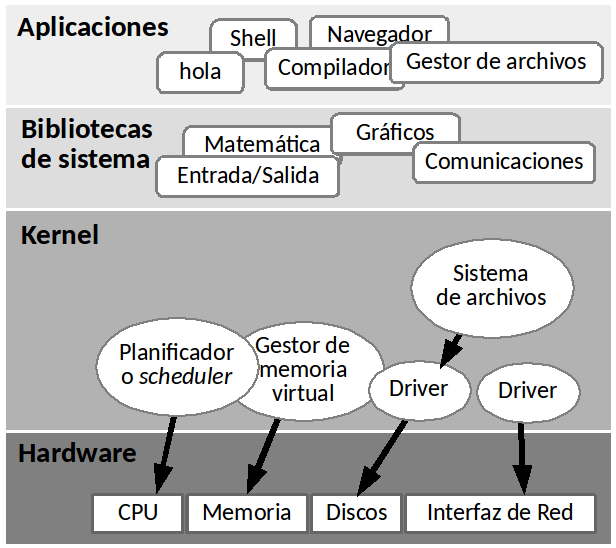 Aplicaciones
Shell
Navegador
hola
Compilador
Gestor de archivos
Bibliotecas
de sistema
Matemática
Gráficos
Entrada/Salida
Comunicaciones
Kernel
Sistema
de archivos
Planificador
o scheduler
Gestor de
memoria
virtual
Driver
Driver
Hardware
CPU
Memoria
Discos
Interfaz de Red